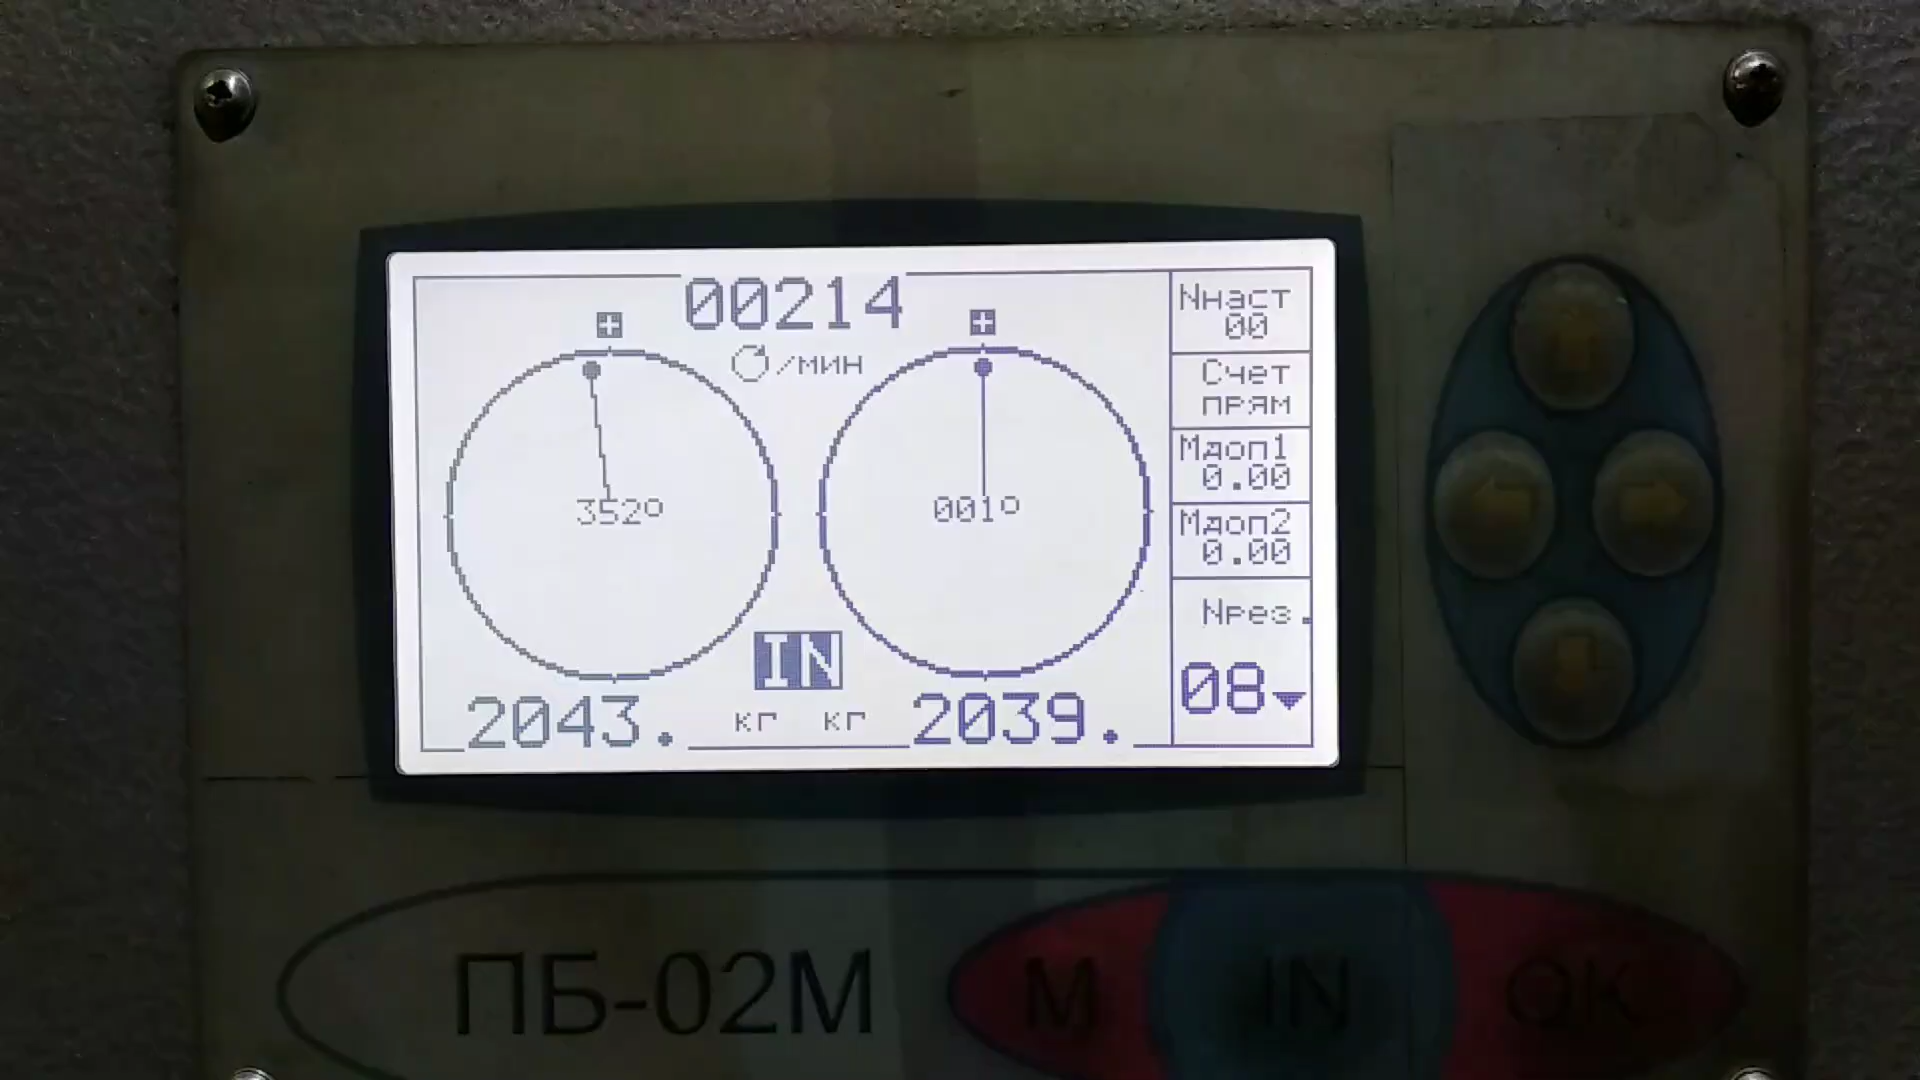 00214
/мин
352°
001°
IN
2043.
кг
кг
2039.
Nнаст
00
Счет
прям
Мдоп1
0.00
Мдоп2
0.00
Nрез.
08
ПБ-02М
М
IN
OK